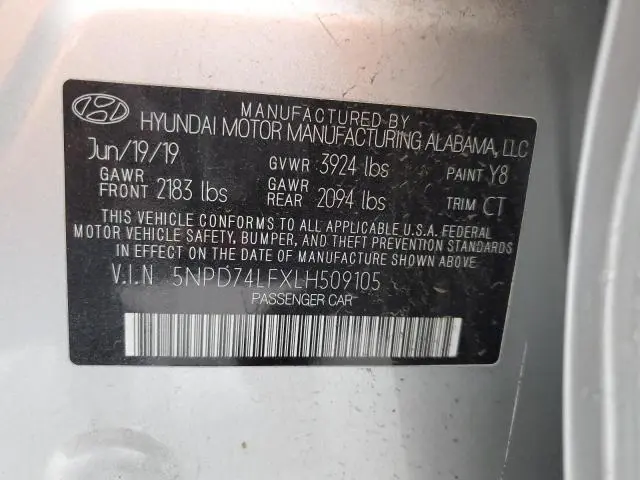 MANUFACTURED BY
HYUNDAI MOTOR MANUFACTURING ALABAMA, LLC
Jun/19/19 GVWR 3924 lbs PAINT Y8
GAWR FRONT 2183 lbs GAWR REAR 2094 lbs TRIM CT
THIS VEHICLE CONFORMS TO ALL APPLICABLE U.S.A. FEDERAL
MOTOR VEHICLE SAFETY, BUMPER, AND THEFT PREVENTION STANDARDS
IN EFFECT ON THE DATE OF MANUFACTURE SHOWN ABOVE.
V.I.N 5NPD74LFXLH509105
PASSENGER CAR